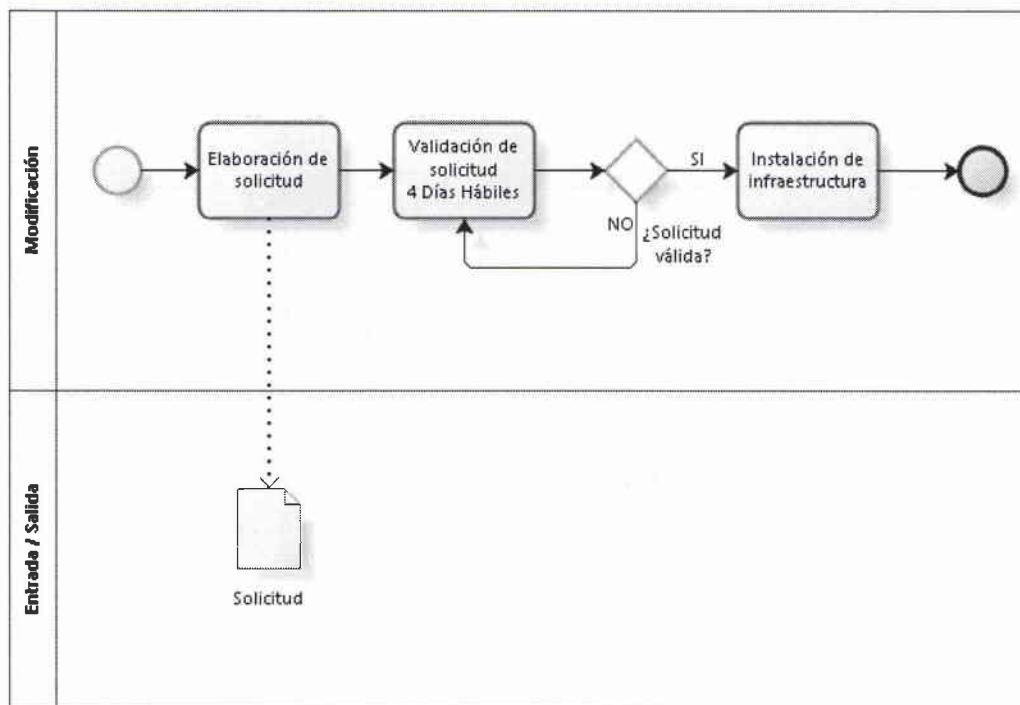 Modificación
Elaboración de
solicitud
Validación de
solicitud
4 Días Hábiles
SI
NO
¿Solicitud
válida?
Instalación de
infraestructura
Entrada / Salida
Solicitud